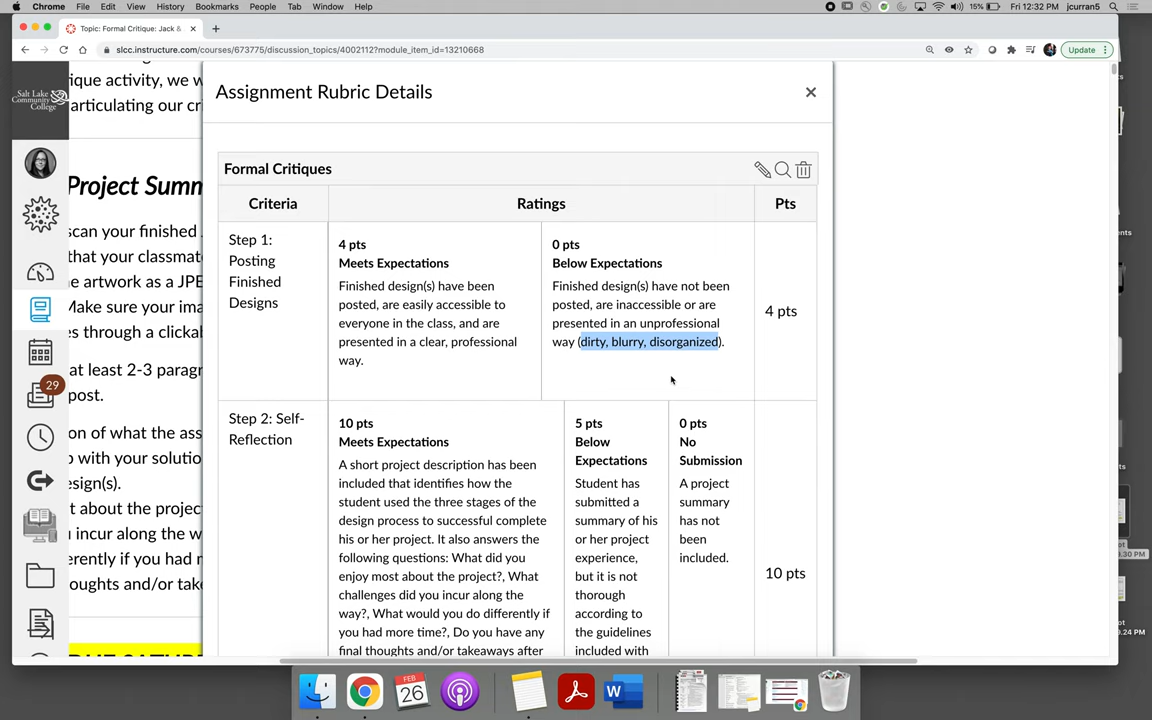 Chrome File Edit View History Bookmarks People Tab Window Help
15% Fri 12:32 PM jcurran5
Topic: Formal Critique: Jack &
slcc.instructure.com/courses/673775/discussion_topics/4002112?module_item_id=13210668
Update
Salt Lake
Community
College
29
ique activity, we w
articulating our cri
Project Summ
scan your finished
that your classmat
e artwork as a JPE
Make sure your ima
es through a clickal
at least 2-3 paragr
post.
on of what the ass
p with your solutio
esign(s).
t about the projec
u incur along the w
erently if you had r
oughts and/or take
Assignment Rubric Details
Formal Critiques
Criteria
Ratings
Pts
Step 1:
Posting
Finished
Designs
4 pts
Meets Expectations
Finished design(s) have been
posted, are easily accessible to
everyone in the class, and are
presented in a clear, professional
way.
0 pts
Below Expectations
Finished design(s) have not been
posted, are inaccessible or are
presented in an unprofessional
way (dirty, blurry, disorganized).
4 pts
Step 2: Self-
Reflection
10 pts
Meets Expectations
A short project description has been
included that identifies how the
student used the three stages of the
design process to successful complete
his or her project. It also answers the
following questions: What did you
enjoy most about the project?, What
challenges did you incur along the
way?, What would you do differently if
you had more time?, Do you have any
final thoughts and/or takeaways after
5 pts
Below
Expectations
Student has
submitted a
summary of his
or her project
experience,
but it is not
thorough
according to
the guidelines
included with
0 pts
No
Submission
A project
summary
has not
been
included.
10 pts
FEB
26